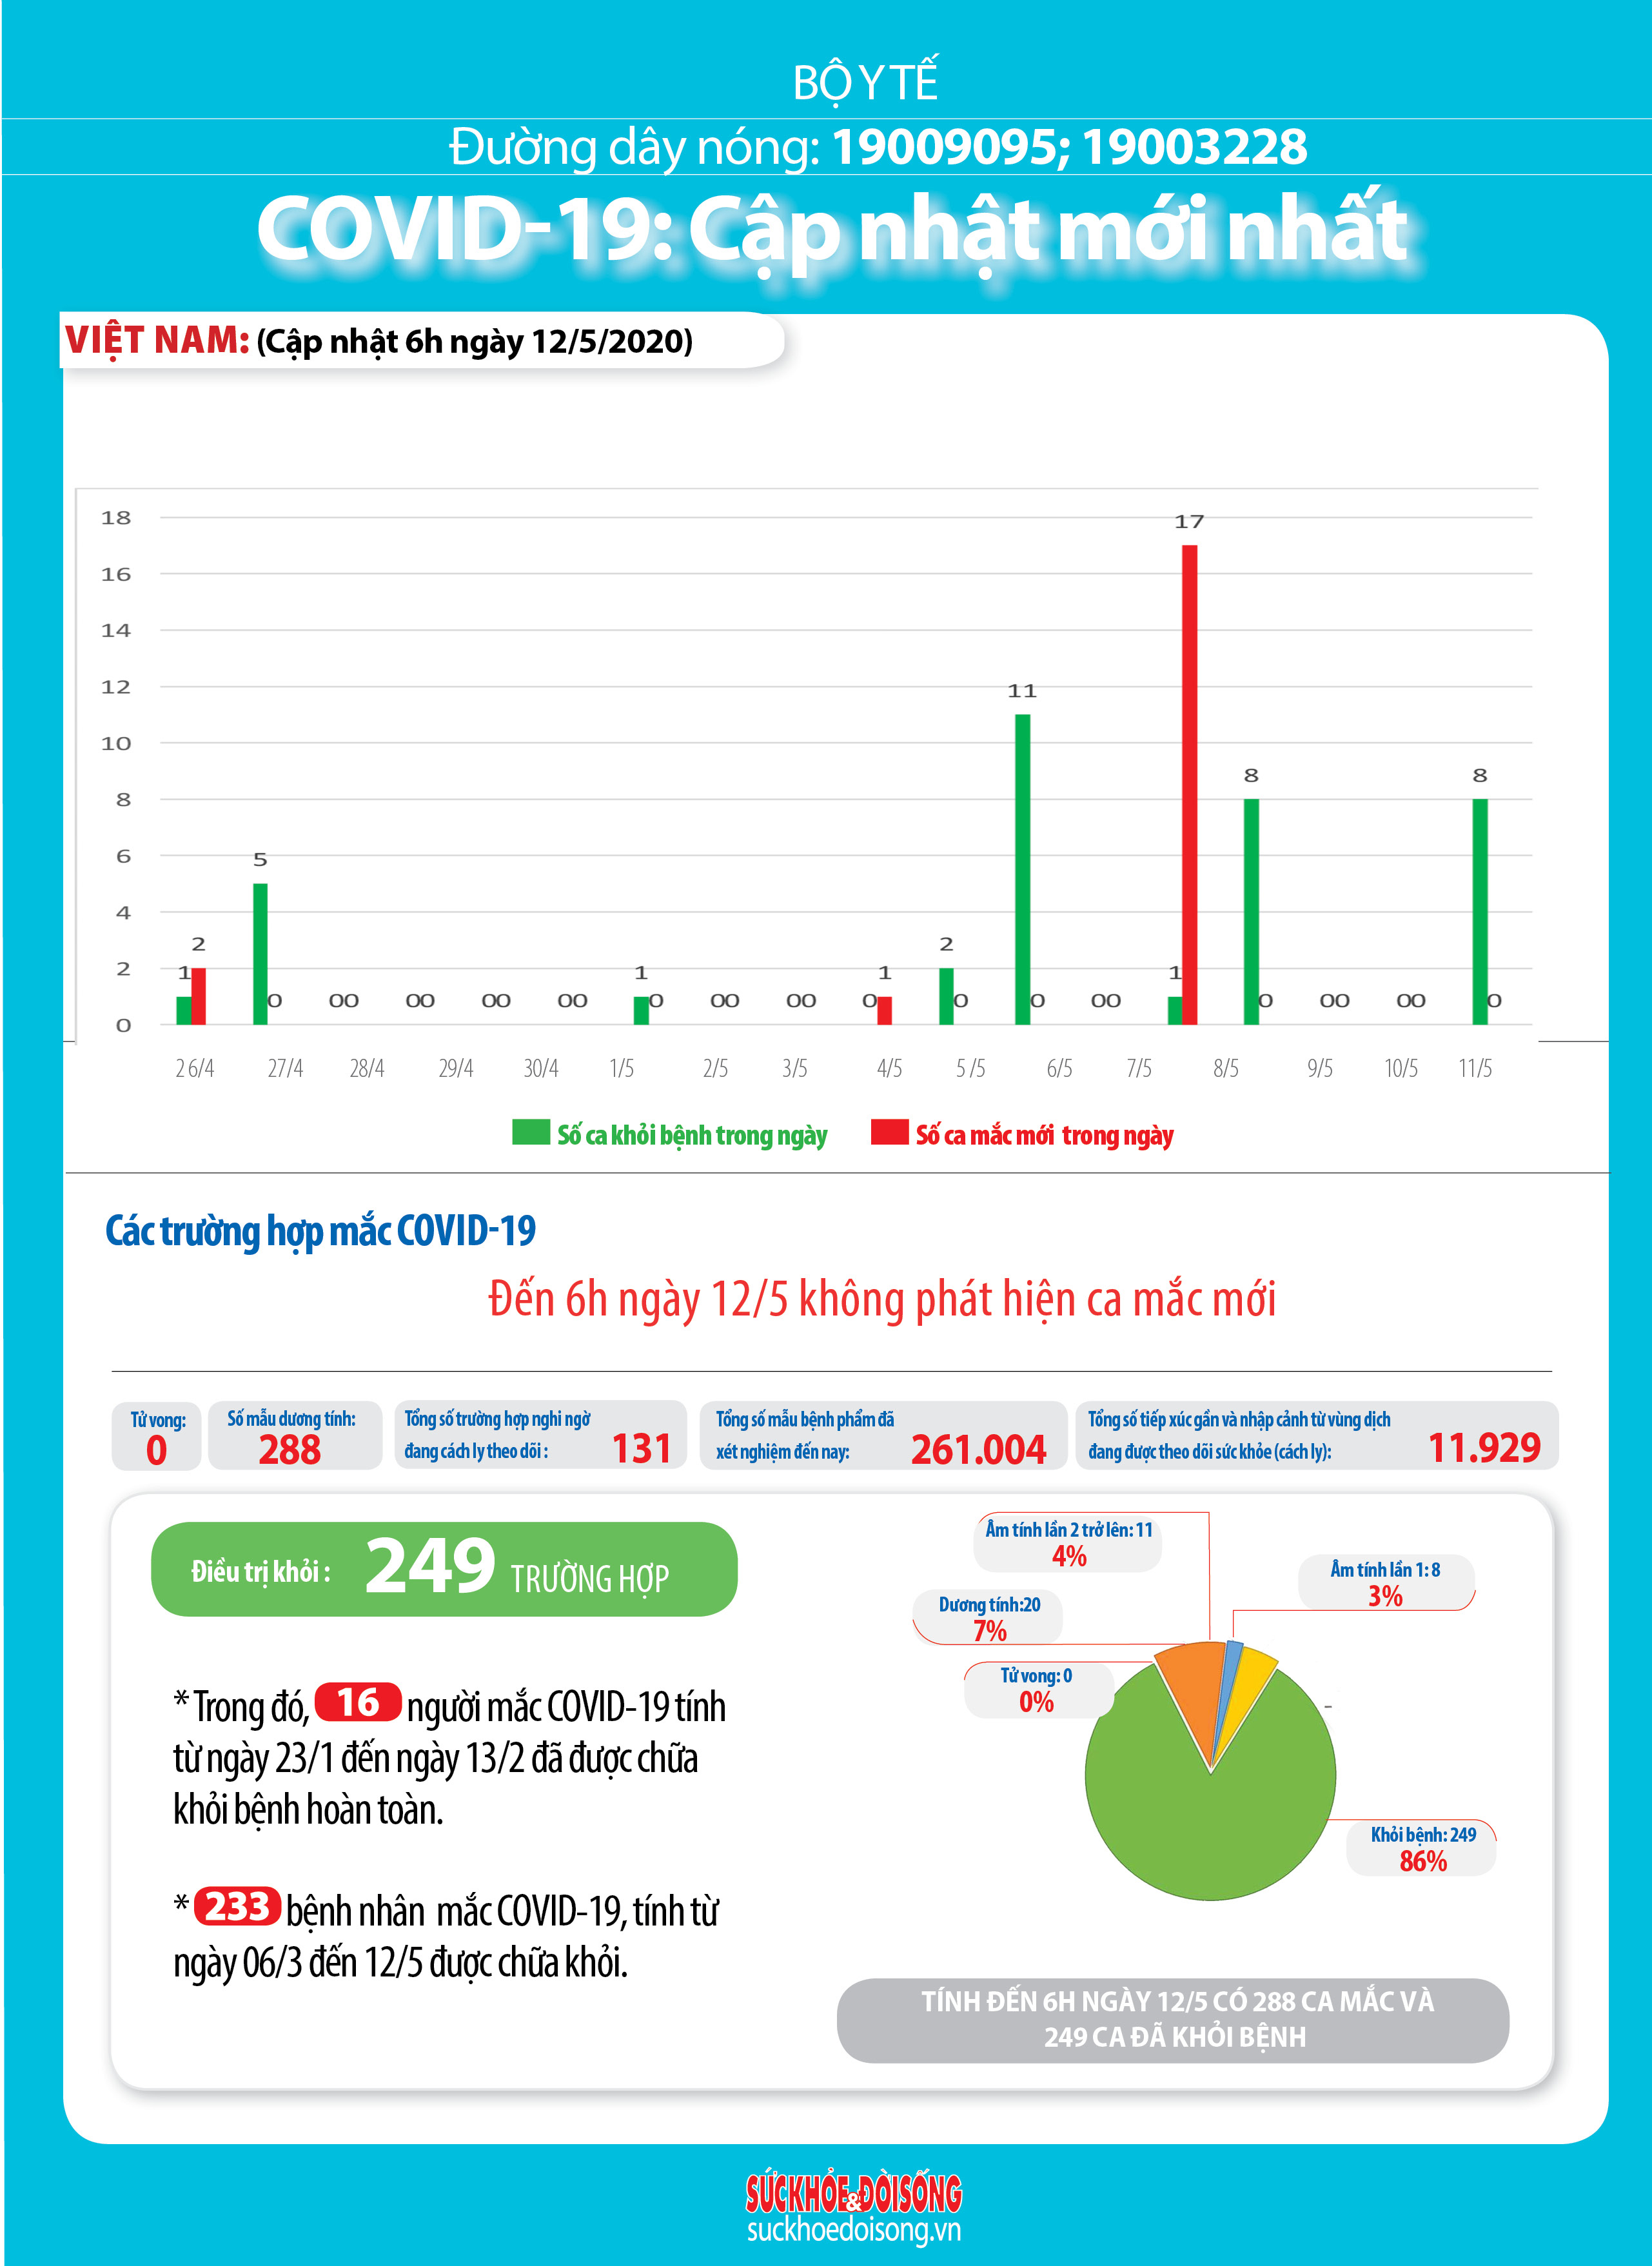 BỘ Y TẾ
Đường dây nóng: 19009095; 19003228
COVID-19: Cập nhật mới nhất
VIỆT NAM: (Cập nhật 6h ngày 12/5/2020)
18
16
14
12
10
8
6
4
2
0
1 2
5 0
0 0
0 0
0 0
0 0
1 0
0 0
0 0
0 1
2 0
11 0
0 0
1 17
8 0
0 0
0 0
8 0
2 6/4 27/4 28/4 29/4 30/4 1/5 2/5 3/5 4/5 5 /5 6/5 7/5 8/5 9/5 10/5 11/5
Số ca khỏi bệnh trong ngày Số ca mắc mới trong ngày
Các trường hợp mắc COVID-19
Đến 6h ngày 12/5 không phát hiện ca mắc mới
Tử vong:
0
Số mẫu dương tính:
288
Tổng số trường hợp nghi ngờ
đang cách ly theo dõi : 131
Tổng số mẫu bệnh phẩm đã
xét nghiệm đến nay: 261.004
Tổng số tiếp xúc gần và nhập cảnh từ vùng dịch
đang được theo dõi sức khỏe (cách ly): 11.929
Điều trị khỏi : 249 TRƯỜNG HỢP
* Trong đó, 16 người mắc COVID-19 tính
từ ngày 23/1 đến ngày 13/2 đã được chữa
khỏi bệnh hoàn toàn.
* 233 bệnh nhân mắc COVID-19, tính từ
ngày 06/3 đến 12/5 được chữa khỏi.
Âm tính lần 2 trở lên: 11
4%
Âm tính lần 1: 8
3%
Dương tính:20
7%
Tử vong: 0
0%
Khỏi bệnh: 249
86%
TÍNH ĐẾN 6H NGÀY 12/5 CÓ 288 CA MẮC VÀ
249 CA ĐÃ KHỎI BỆNH
SỨCKHỎE&ĐỜISỐNG
suckhoedoisong.vn